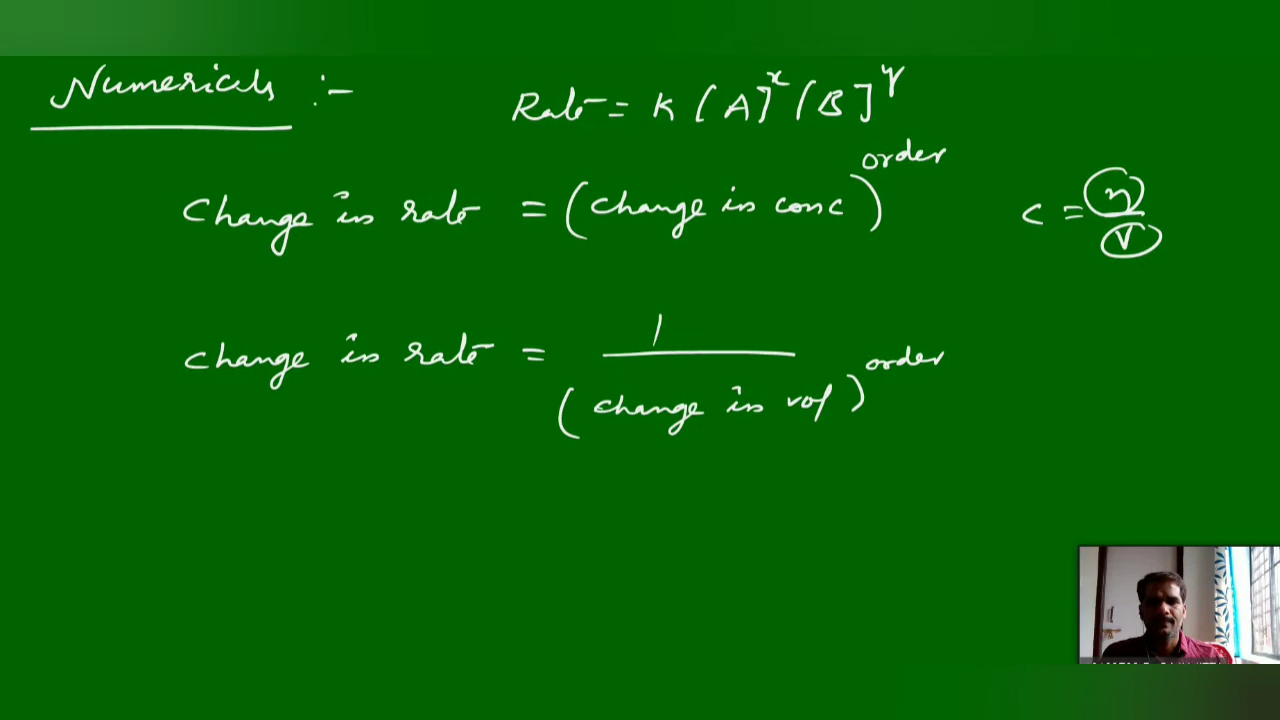 Numericals :-
Rate = K [A]^x [B]^y
Change in rate = (change in conc)^order
c = n/V
change in rate = 1/(change in vol)^order